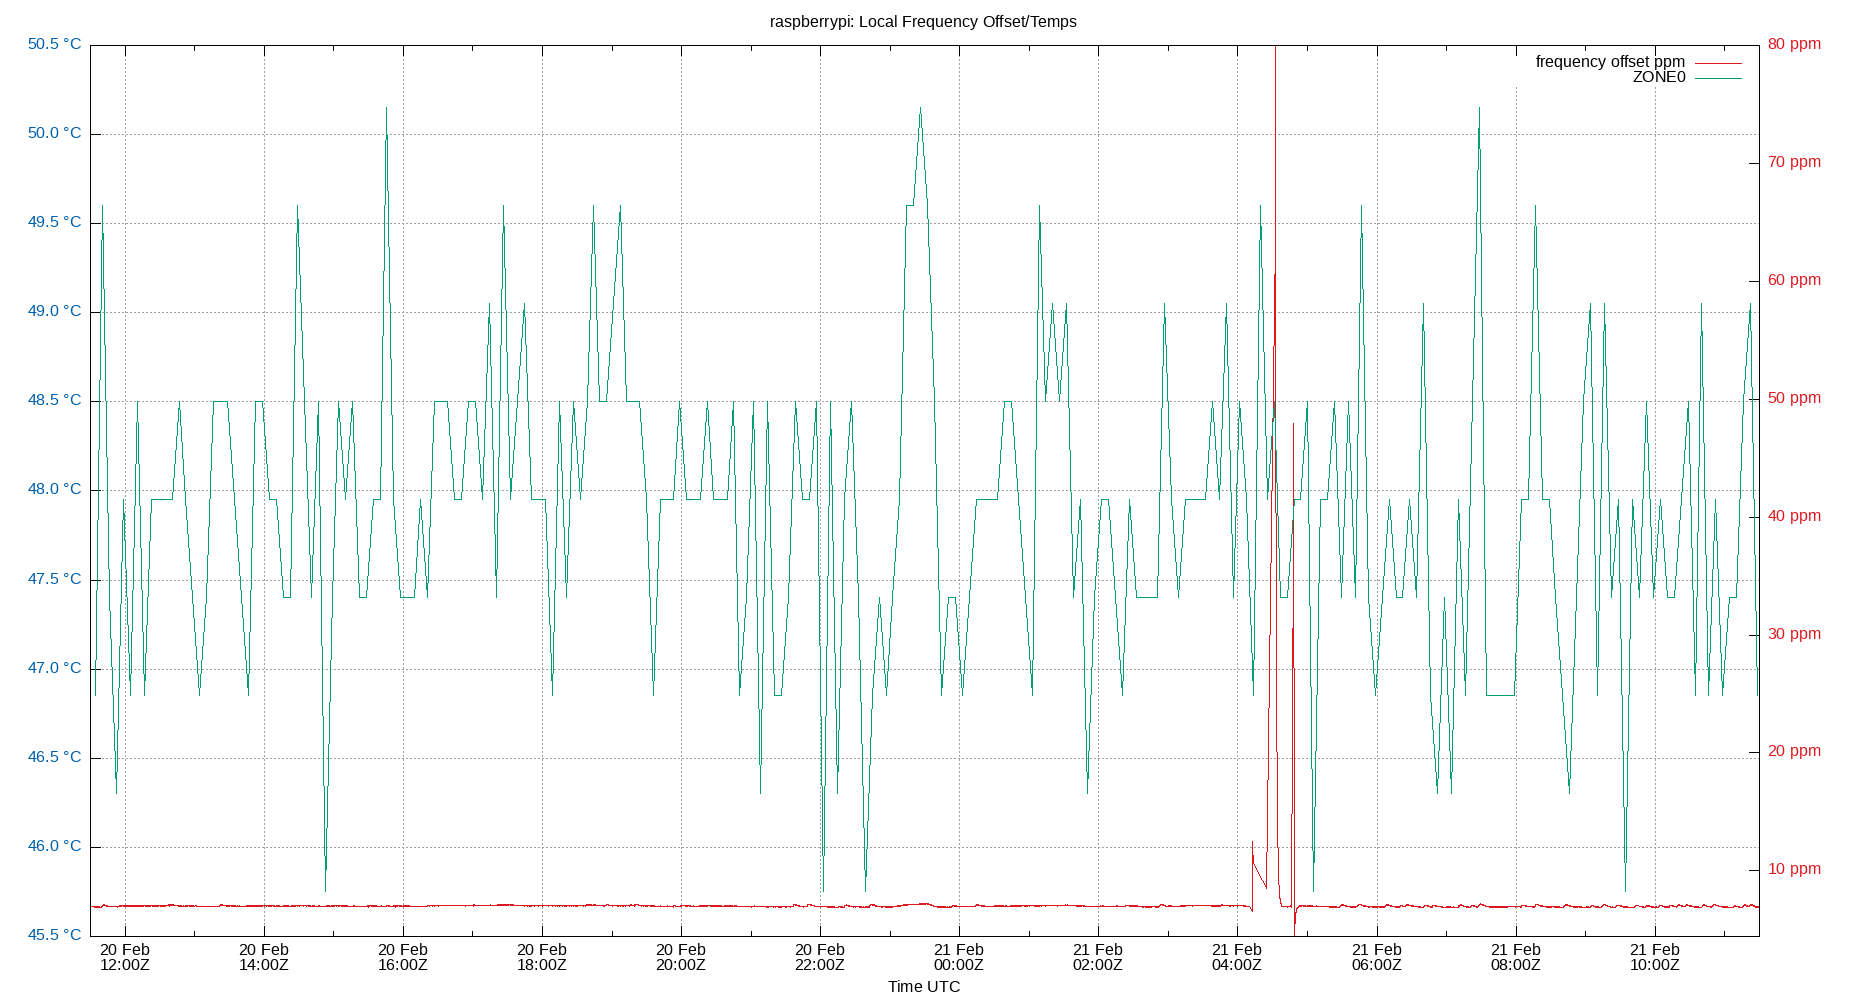 raspberrypi: Local Frequency Offset/Temps
50.5 °C
50.0 °C
49.5 °C
49.0 °C
48.5 °C
48.0 °C
47.5 °C
47.0 °C
46.5 °C
46.0 °C
45.5 °C
80 ppm
70 ppm
60 ppm
50 ppm
40 ppm
30 ppm
20 ppm
10 ppm
frequency offset ppm
ZONE0
20 Feb
12:00Z
20 Feb
14:00Z
20 Feb
16:00Z
20 Feb
18:00Z
20 Feb
20:00Z
20 Feb
22:00Z
21 Feb
00:00Z
21 Feb
02:00Z
21 Feb
04:00Z
21 Feb
06:00Z
21 Feb
08:00Z
21 Feb
10:00Z
Time UTC